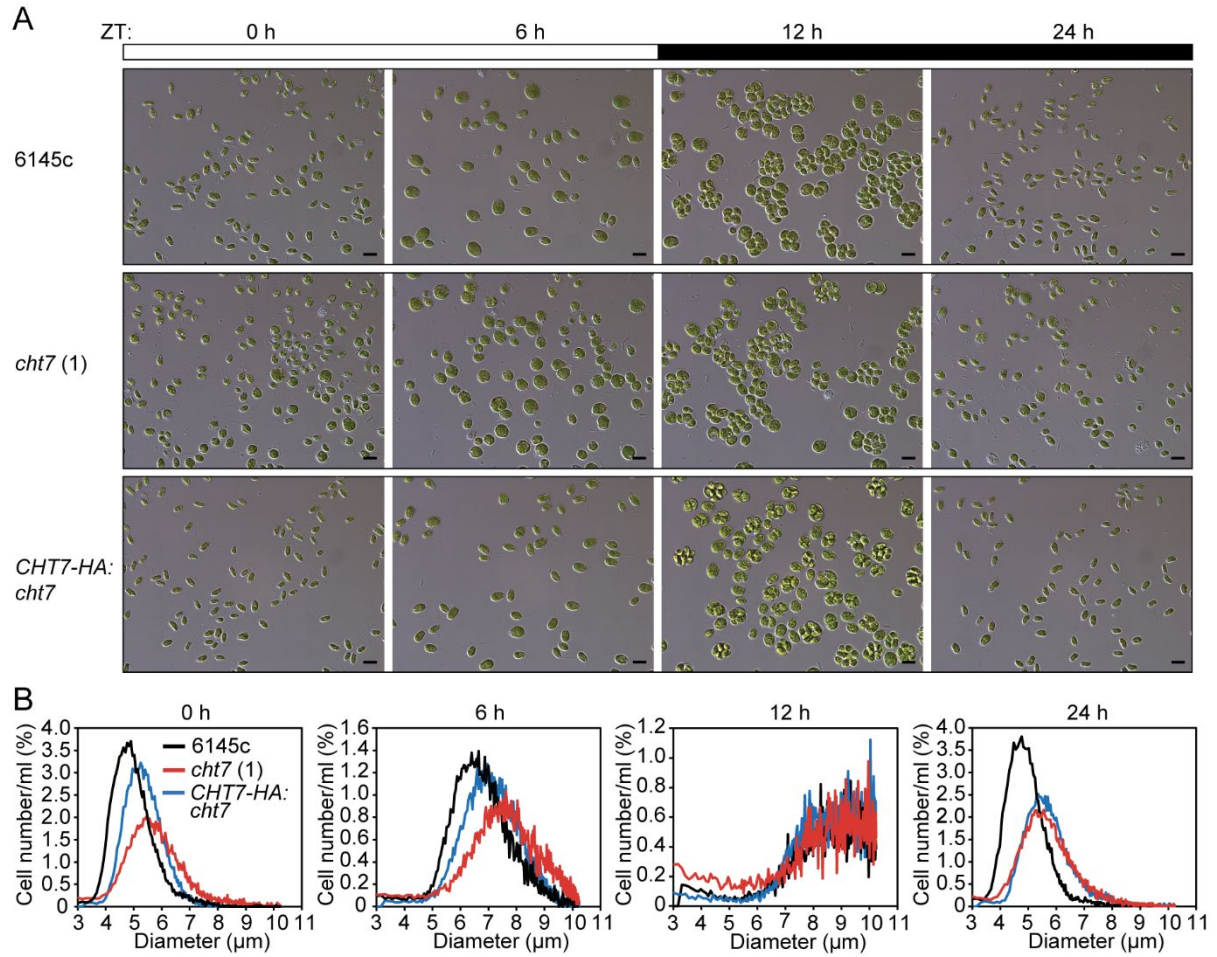 A
ZT: 0 h 6 h 12 h 24 h
6145c
cht7 (1)
CHT7-HA:
cht7
B
0 h 6 h 12 h 24 h
Cell number/ml (%)
4.0
3.5
3.0
2.5
2.0
1.5
1.0
0.5
0
6145c
cht7 (1)
CHT7-HA:
cht7
3 4 5 6 7 8 9 10 11
Diameter (µm)
Cell number/ml (%)
1.6
1.4
1.2
1.0
0.8
0.6
0.4
0.2
0
3 4 5 6 7 8 9 10 11
Diameter (µm)
Cell number/ml (%)
1.2
1.0
0.8
0.6
0.4
0.2
0
3 4 5 6 7 8 9 10 11
Diameter (µm)
Cell number/ml (%)
4.0
3.5
3.0
2.5
2.0
1.5
1.0
0.5
0
3 4 5 6 7 8 9 10 11
Diameter (µm)